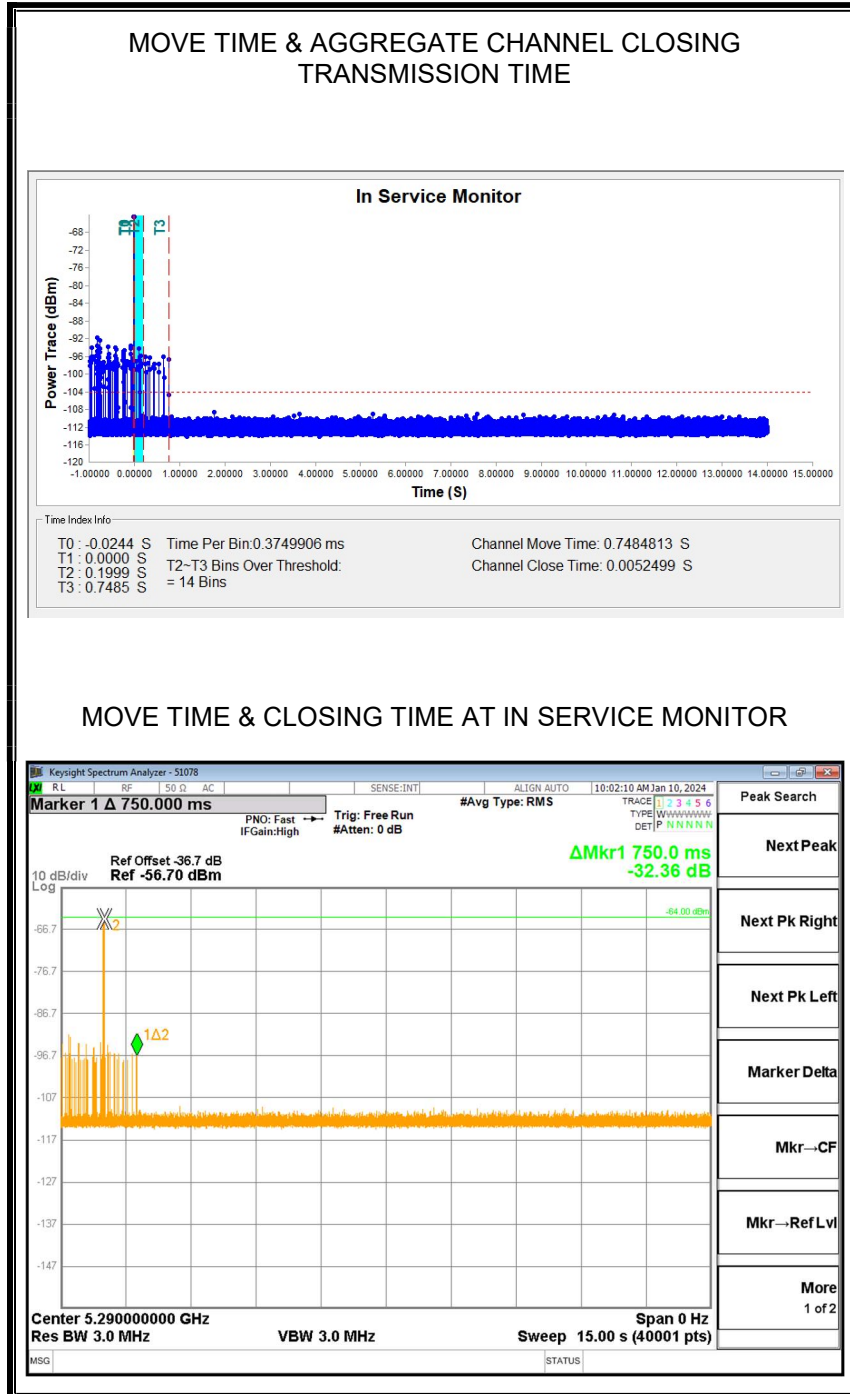 MOVE TIME & AGGREGATE CHANNEL CLOSING
TRANSMISSION TIME
In Service Monitor
T3
Power Trace (dBm)
-68
-72
-76
-80
-84
-88
-92
-96
-100
-104
-108
-112
-116
-120
-1.00000 0.00000 1.00000 2.00000 3.00000 4.00000 5.00000 6.00000 7.00000 8.00000 9.00000 10.00000 11.00000 12.00000 13.00000 14.00000 15.00000
Time (S)
Time Index Info
T0 : -0.0244 S Time Per Bin:0.3749906 ms Channel Move Time: 0.7484813 S
T1 : 0.0000 S
T2~T3 Bins Over Threshold: Channel Close Time: 0.0052499 S
T2 : 0.1999 S
= 14 Bins
T3 : 0.7485 S
MOVE TIME & CLOSING TIME AT IN SERVICE MONITOR
Keysight Spectrum Analyzer - 51078
LXI RL RF 50 Ω AC SENSE:INT ALIGN AUTO 10:02:10 AM Jan 10, 2024
Marker 1 Δ 750.000 ms
PNO: Fast
IFGain:High
Trig: Free Run
#Atten: 0 dB
#Avg Type: RMS
TRACE 1 2 3 4 5 6
TYPE WWWWWW
DET P N N N N N
Peak Search
ΔMkr1 750.0 ms
-32.36 dB
Ref Offset -36.7 dB
10 dB/div Ref -56.70 dBm
Log
-64.00 dBm
2
1Δ2
-66.7
-76.7
-86.7
-96.7
-107
-117
-127
-137
-147
Next Peak
Next Pk Right
Next Pk Left
Marker Delta
Mkr→CF
Mkr→Ref Lvl
More
1 of 2
Center 5.290000000 GHz Span 0 Hz
Res BW 3.0 MHz VBW 3.0 MHz Sweep 15.00 s (40001 pts)
MSG STATUS